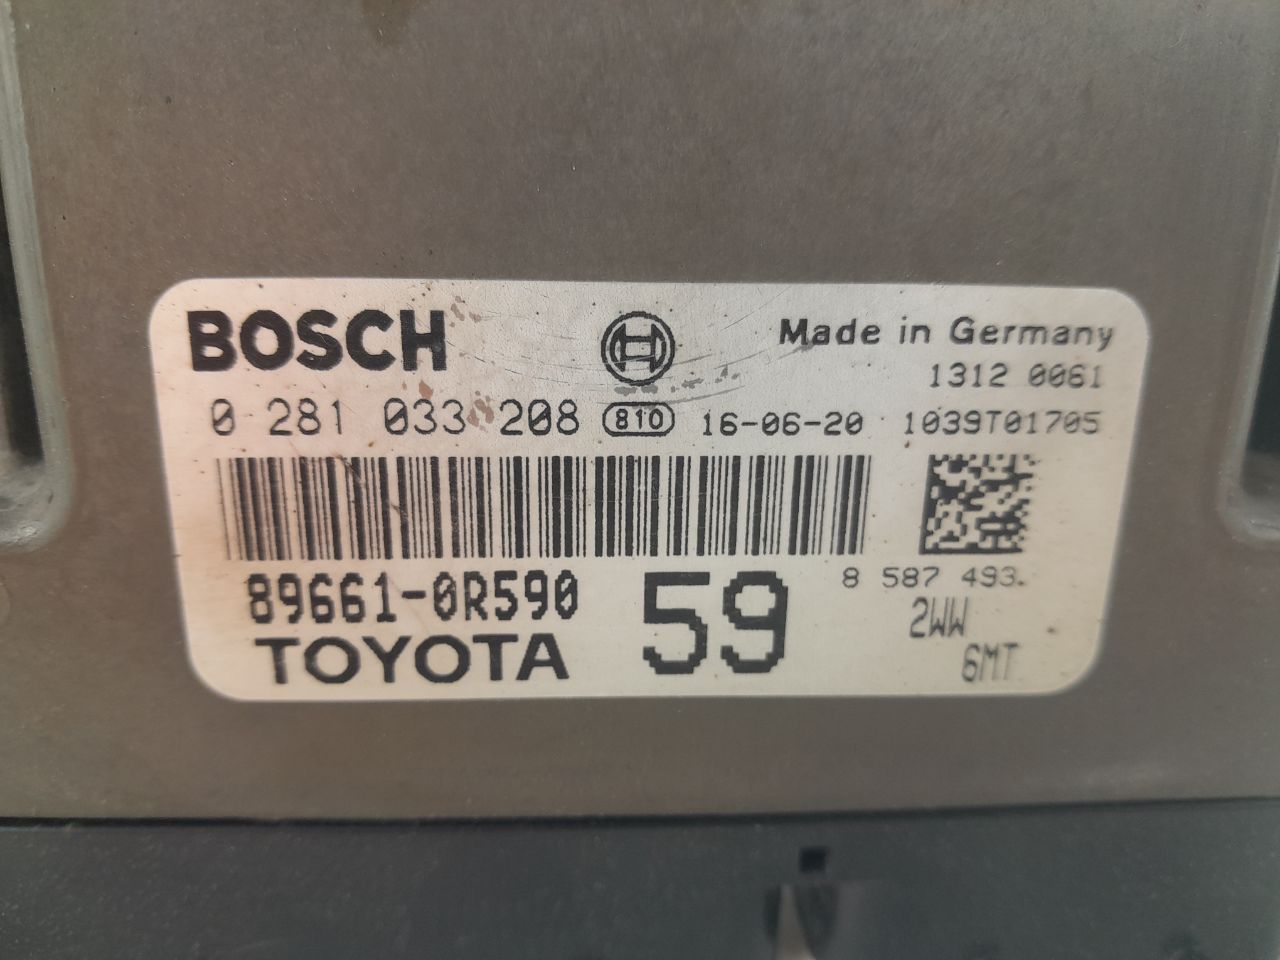 BOSCH
Made in Germany
1312 0061
0 281 033 208 810 16-06-20 1039T01705
89661-0R590 59 8 587 493.
2WW
TOYOTA
6MT